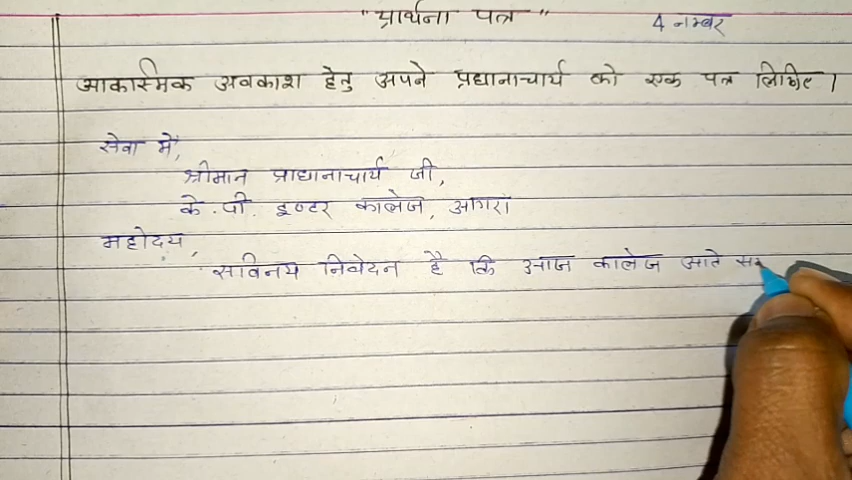 "प्रार्थना पत्र" 4 नम्बर
आकस्मिक अवकाश हेतु अपने प्रधानाचार्य को एक पत्र लिखिए।
सेवा में,
श्रीमान प्राधानाचार्य जी,
के.पी. इण्टर कालेज, आगरा
महोदय,
सविनय निवेदन है कि आज कालेज आते